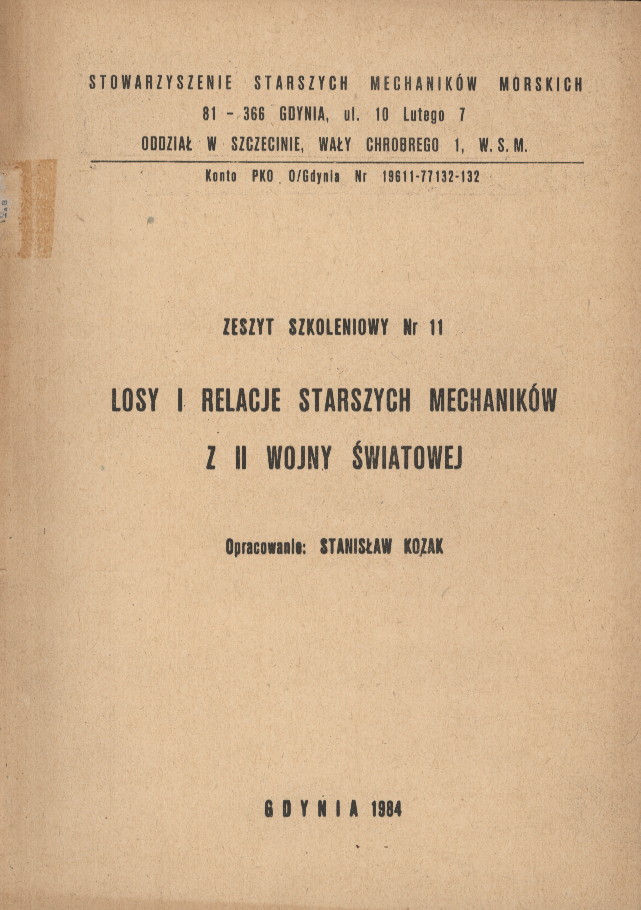 STOWARZYSZENIE STARSZYCH MECHANIKÓW MORSKICH
81 - 366 GDYNIA, ul. 10 Lutego 7
ODDZIAŁ W SZCZECINIE, WAŁY CHROBREGO 1, W.S.M.
Konto PKO O/Gdynia Nr 19611-77132-132
ZESZYT SZKOLENIOWY Nr 11
LOSY I RELACJE STARSZYCH MECHANIKÓW
Z II WOJNY ŚWIATOWEJ
Opracowanie: STANISŁAW KOZAK
GDYNIA 1984